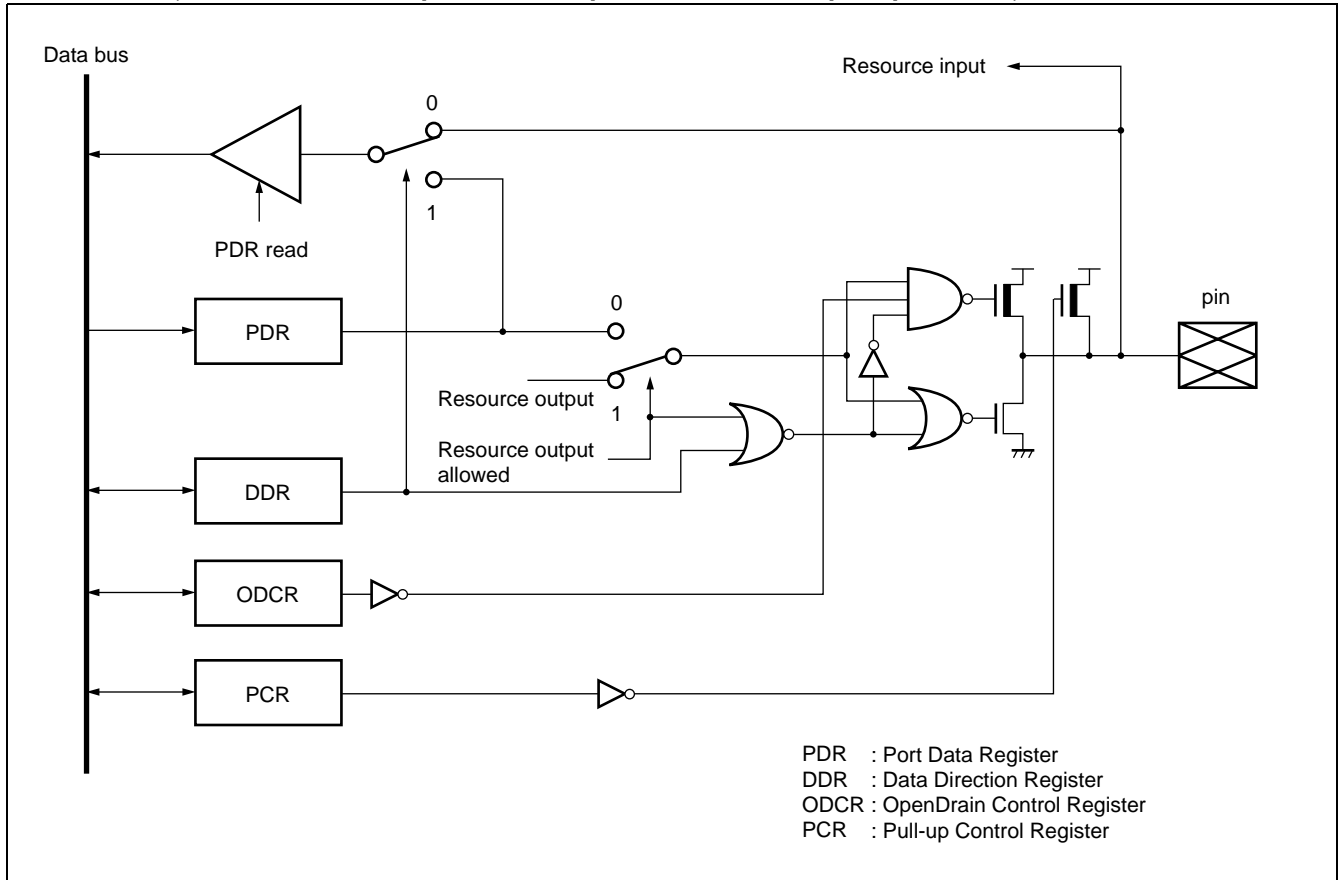 Data bus
Resource input
0
1
PDR read
PDR
0
pin
Resource output
1
Resource output
allowed
DDR
ODCR
PCR
PDR : Port Data Register
DDR : Data Direction Register
ODCR : OpenDrain Control Register
PCR : Pull-up Control Register